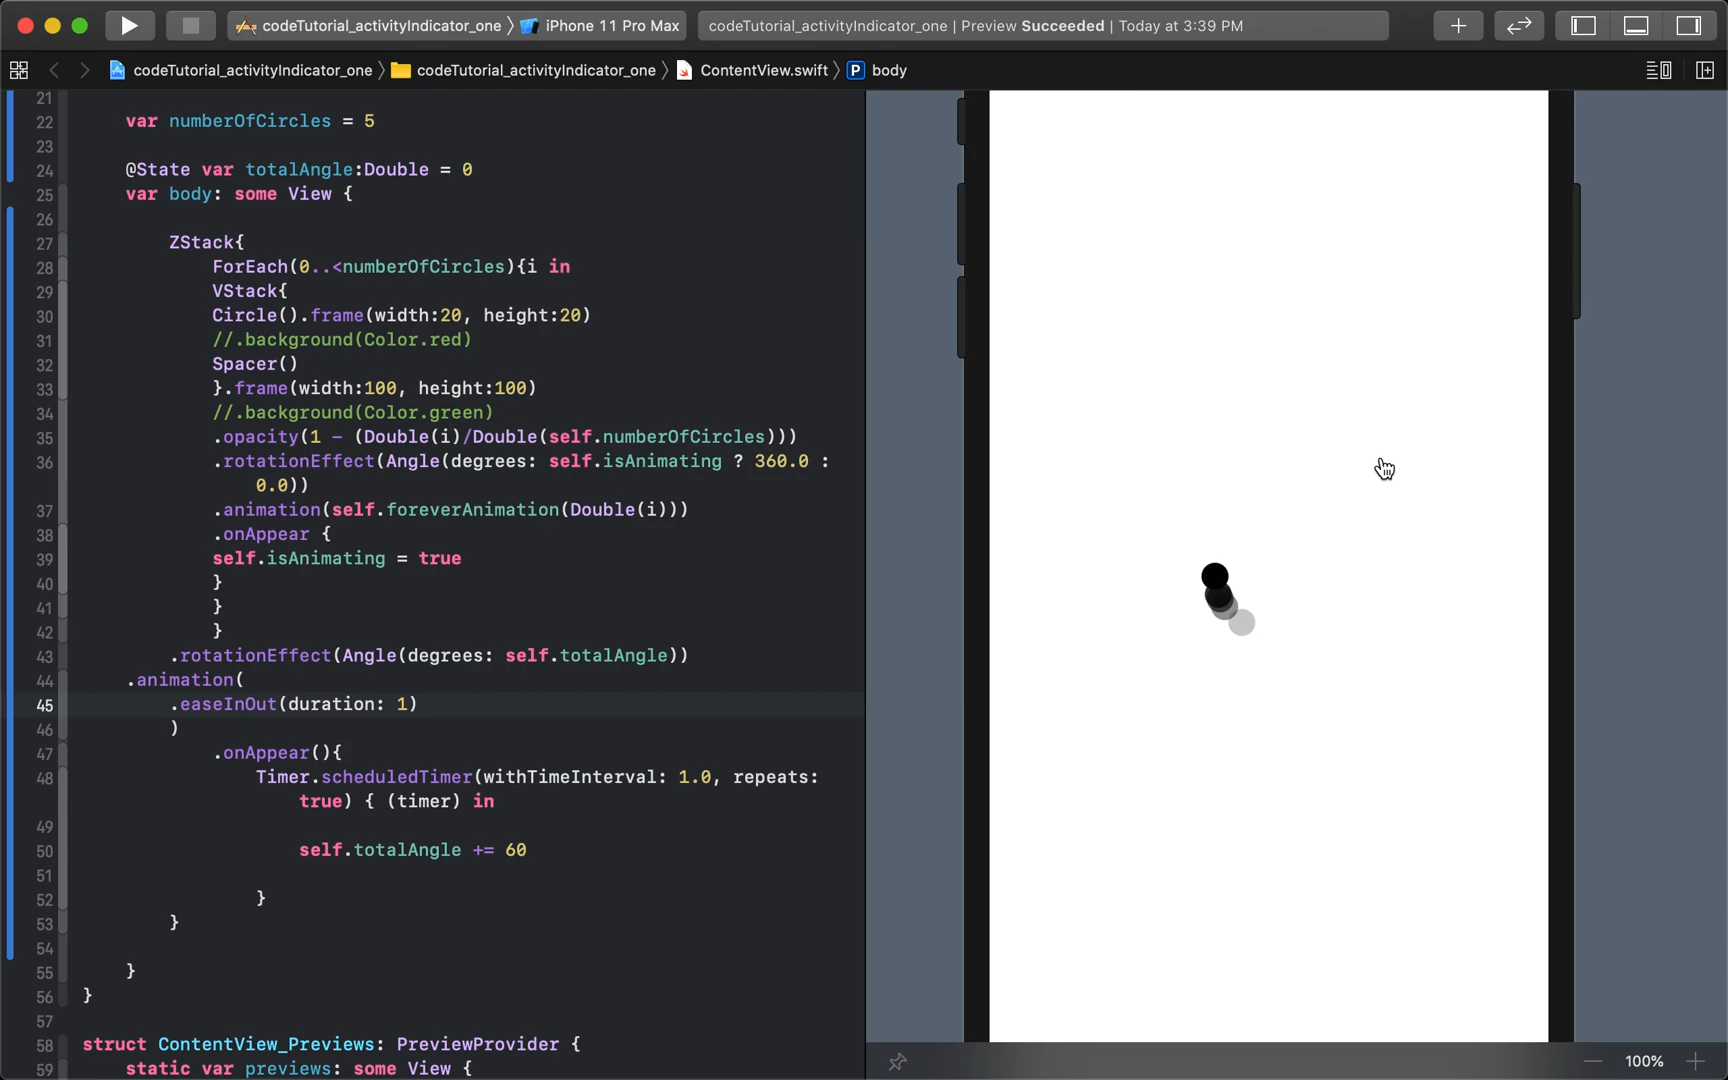 codeTutorial_activityIndicator_one 〉 iPhone 11 Pro Max
codeTutorial_activityIndicator_one | Preview Succeeded | Today at 3:39 PM
codeTutorial_activityIndicator_one 〉 codeTutorial_activityIndicator_one 〉 ContentView.swift 〉 P body
21
22 var numberOfCircles = 5
23
24 @State var totalAngle:Double = 0
25 var body: some View {
26
27 ZStack{
28 ForEach(0..<numberOfCircles){i in
29 VStack{
30 Circle().frame(width:20, height:20)
31 //.background(Color.red)
32 Spacer()
33 }.frame(width:100, height:100)
34 //.background(Color.green)
35 .opacity(1 - (Double(i)/Double(self.numberOfCircles)))
36 .rotationEffect(Angle(degrees: self.isAnimating ? 360.0 :
0.0))
37 .animation(self.foreverAnimation(Double(i)))
38 .onAppear {
39 self.isAnimating = true
40 }
41 }
42 }
43 .rotationEffect(Angle(degrees: self.totalAngle))
44 .animation(
45 .easeInOut(duration: 1)
46 )
47 .onAppear(){
48 Timer.scheduledTimer(withTimeInterval: 1.0, repeats:
true) { (timer) in
49
50 self.totalAngle += 60
51
52 }
53 }
54
55 }
56 }
57
58 struct ContentView_Previews: PreviewProvider {
59 static var previews: some View {
100%